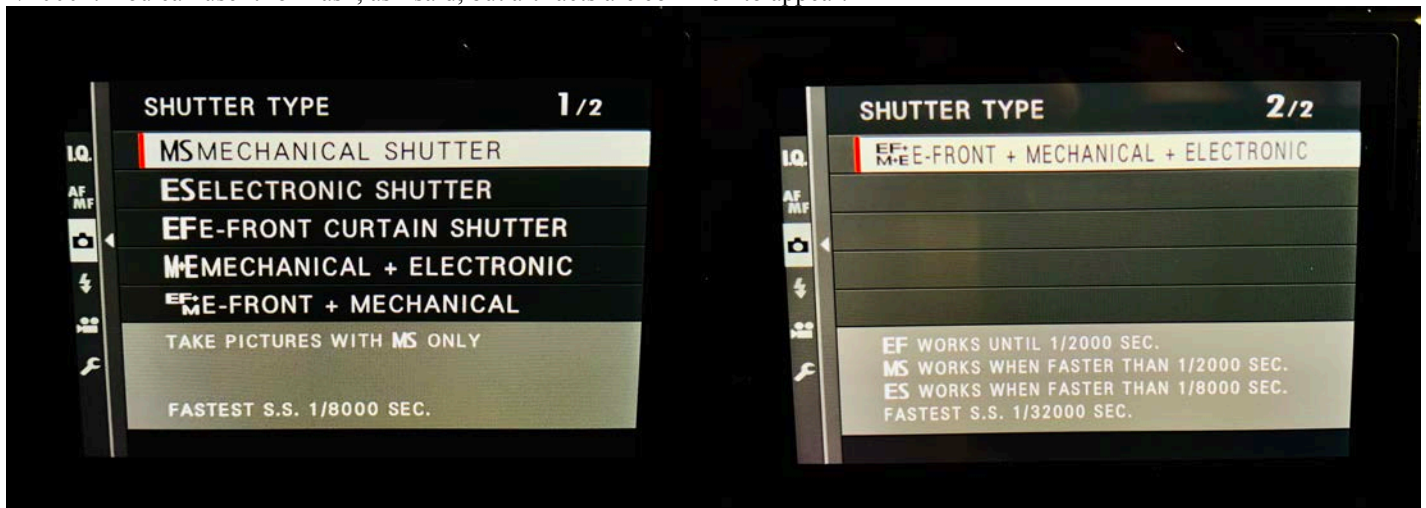 SHUTTER TYPE 1/2
I.Q.
MS MECHANICAL SHUTTER
AF
MF
ES ELECTRONIC SHUTTER
EF E-FRONT CURTAIN SHUTTER
M+E MECHANICAL + ELECTRONIC
EF+
M E-FRONT + MECHANICAL
TAKE PICTURES WITH MS ONLY
FASTEST S.S. 1/8000 SEC.
SHUTTER TYPE 2/2
I.Q.
EF+
M+E E-FRONT + MECHANICAL + ELECTRONIC
AF
MF
EF WORKS UNTIL 1/2000 SEC.
MS WORKS WHEN FASTER THAN 1/2000 SEC.
ES WORKS WHEN FASTER THAN 1/8000 SEC.
FASTEST S.S. 1/32000 SEC.